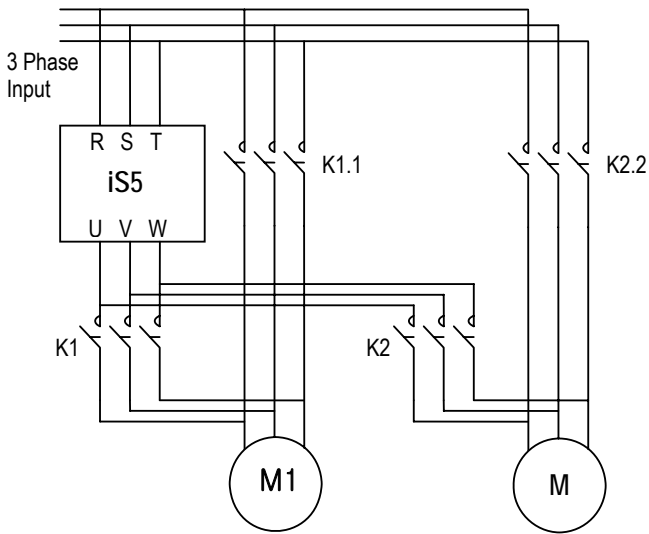 3 Phase
Input
R S T
iS5
U V W
K1.1
K2.2
K1
K2
M1
M